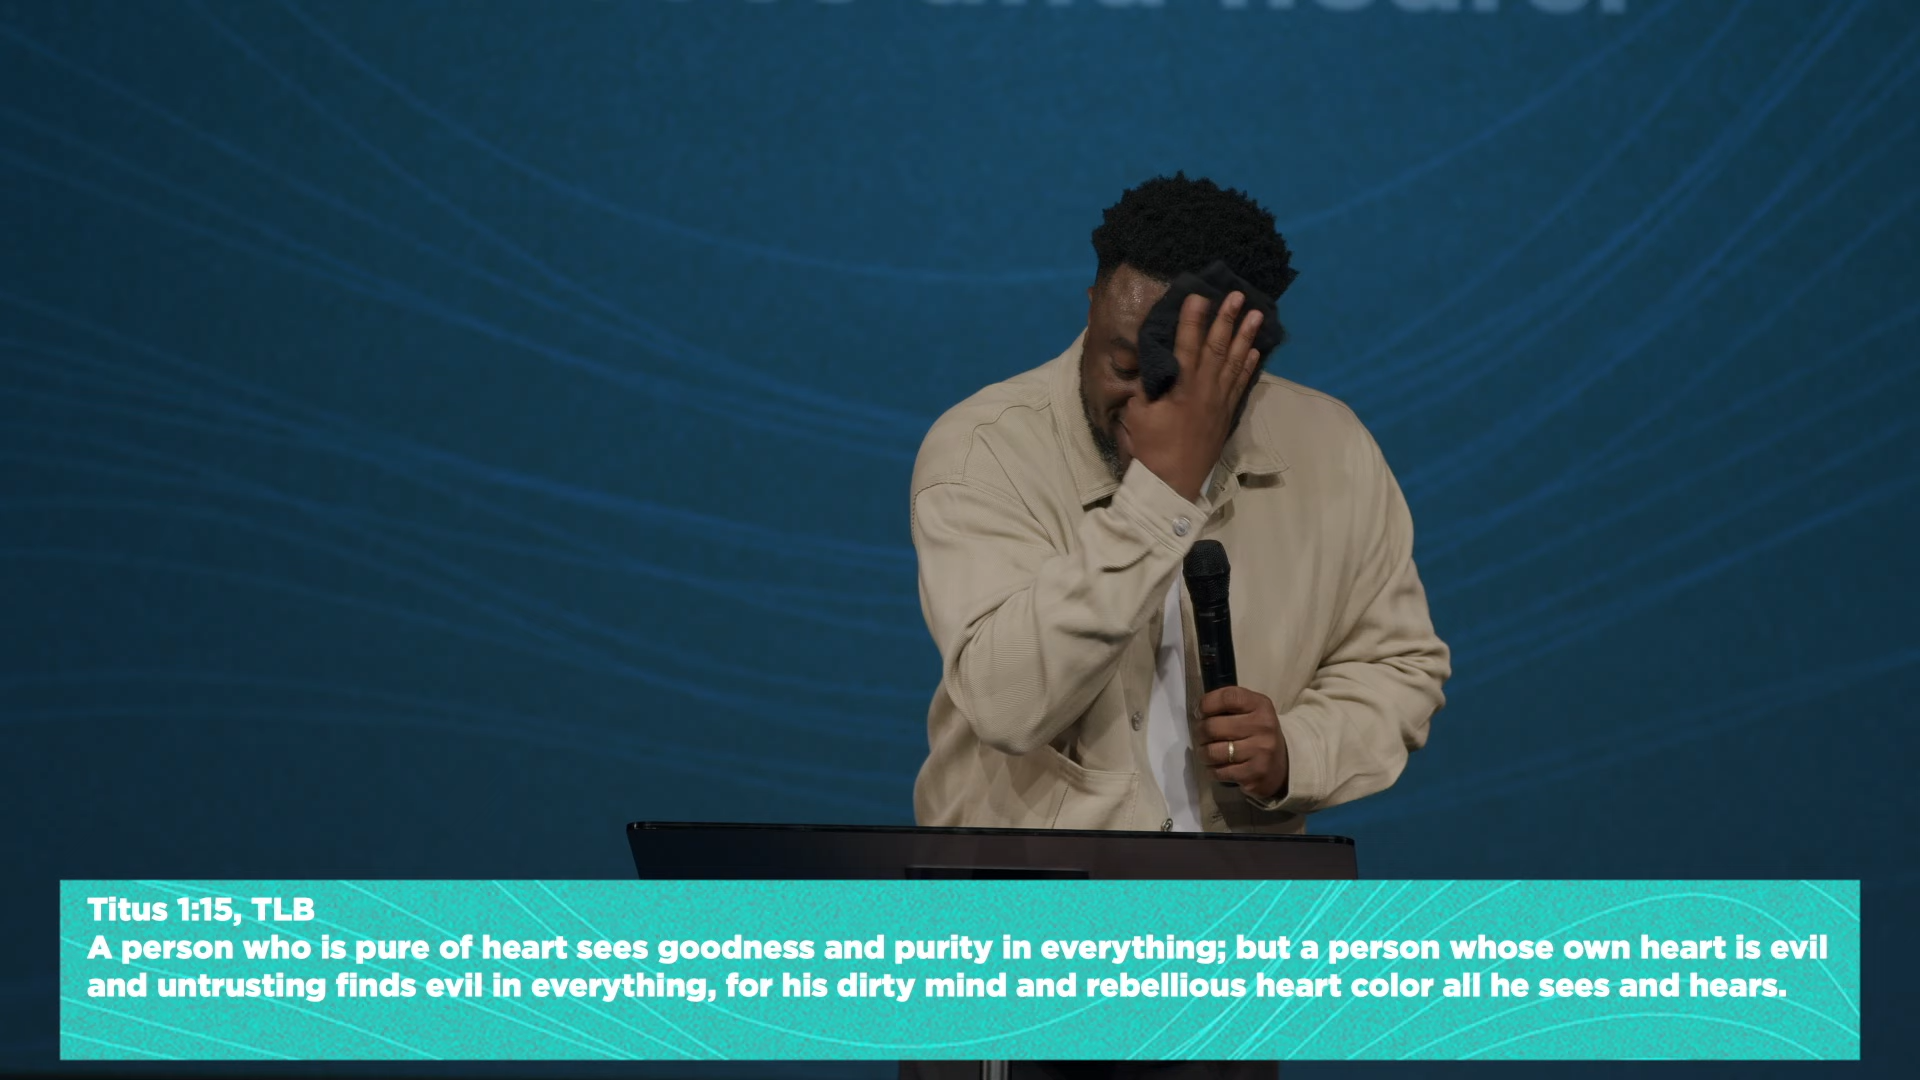 and hears.
Titus 1:15, TLB
A person who is pure of heart sees goodness and purity in everything; but a person whose own heart is evil
and untrusting finds evil in everything, for his dirty mind and rebellious heart color all he sees and hears.